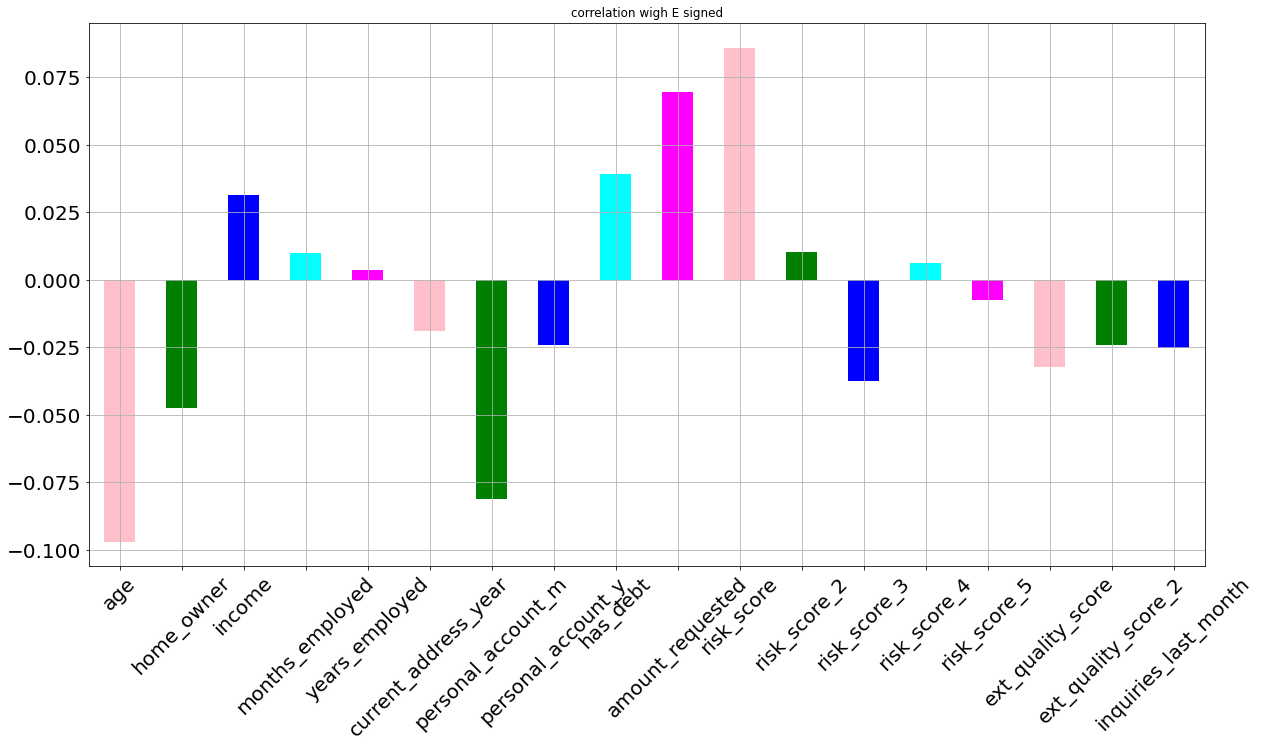 correlation wigh E signed
0.075
0.050
0.025
0.000
−0.025
−0.050
−0.075
−0.100
age
home_owner
income
months_employed
years_employed
current_address_year
personal_account_m
personal_account_y
has_debt
amount_requested
risk_score
risk_score_2
risk_score_3
risk_score_4
risk_score_5
ext_quality_score
ext_quality_score_2
inquiries_last_month